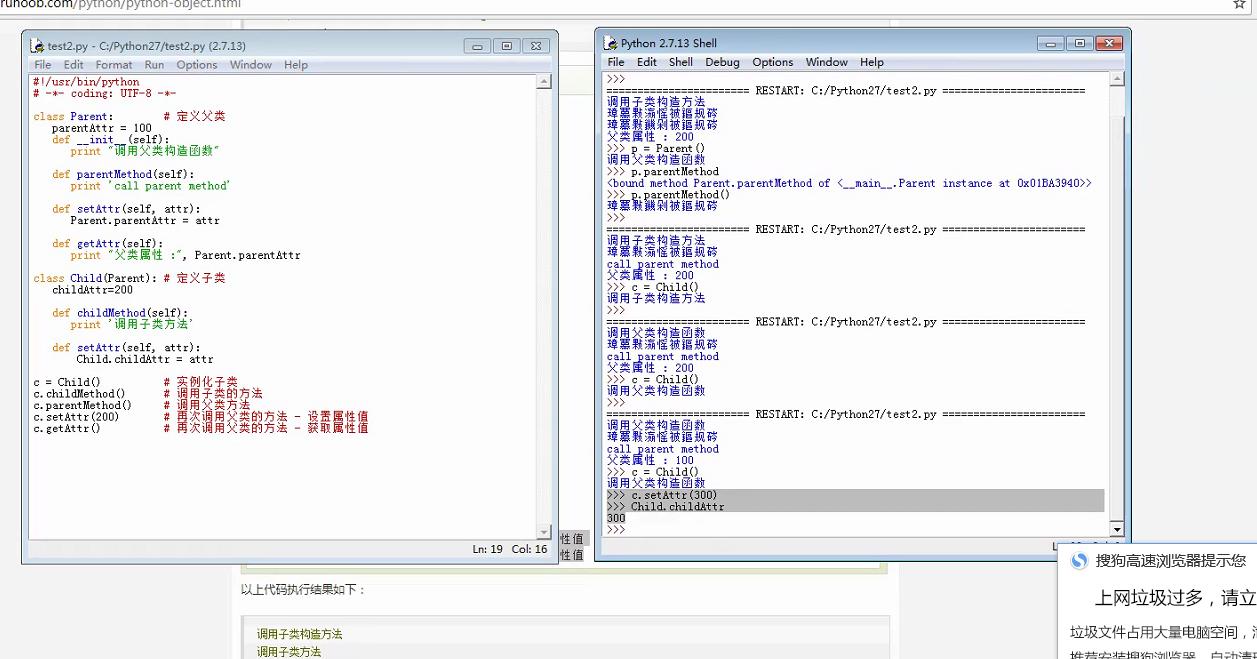 runoob.com/python/python-object.html
test2.py - C:/Python27/test2.py (2.7.13)
File Edit Format Run Options Window Help
#!/usr/bin/python
# -*- coding: UTF-8 -*-
class Parent: # 定义父类
parentAttr = 100
def __init__(self):
print "调用父类构造函数"
def parentMethod(self):
print 'call parent method'
def setAttr(self, attr):
Parent.parentAttr = attr
def getAttr(self):
print "父类属性 :", Parent.parentAttr
class Child(Parent): # 定义子类
childAttr=200
def childMethod(self):
print '调用子类方法'
def setAttr(self, attr):
Child.childAttr = attr
c = Child() # 实例化子类
c.childMethod() # 调用子类的方法
c.parentMethod() # 调用父类方法
c.setAttr(200) # 再次调用父类的方法 - 设置属性值
c.getAttr() # 再次调用父类的方法 - 获取属性值
Ln: 19 Col: 16
Python 2.7.13 Shell
File Edit Shell Debug Options Window Help
>>>
======================= RESTART: C:/Python27/test2.py =======================
调用子类构造方法
父类属性 : 200
>>> p = Parent()
调用父类构造函数
>>> p.parentMethod
<bound method Parent.parentMethod of <__main__.Parent instance at 0x01BA3940>>
>>> p.parentMethod()
>>>
======================= RESTART: C:/Python27/test2.py =======================
调用子类构造方法
call parent method
父类属性 : 200
>>> c = Child()
调用子类构造方法
>>>
======================= RESTART: C:/Python27/test2.py =======================
调用父类构造函数
call parent method
父类属性 : 200
>>> c = Child()
调用父类构造函数
>>>
======================= RESTART: C:/Python27/test2.py =======================
调用父类构造函数
call parent method
父类属性 : 100
>>> c = Child()
调用父类构造函数
>>> c.setAttr(300)
>>> Child.childAttr
300
>>>
性值
性值
以上代码执行结果如下：
调用子类构造方法
调用子类方法
搜狗高速浏览器提示您
上网垃圾过多，请立
垃圾文件占用大量电脑空间，
推荐安装搜狗浏览器，自动清